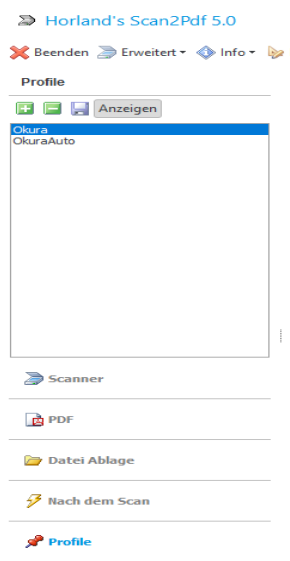 Horland's Scan2Pdf 5.0
Beenden Erweitert Info
Profile
Anzeigen
Okura
OkuraAuto
Scanner
PDF
Datei Ablage
Nach dem Scan
Profile